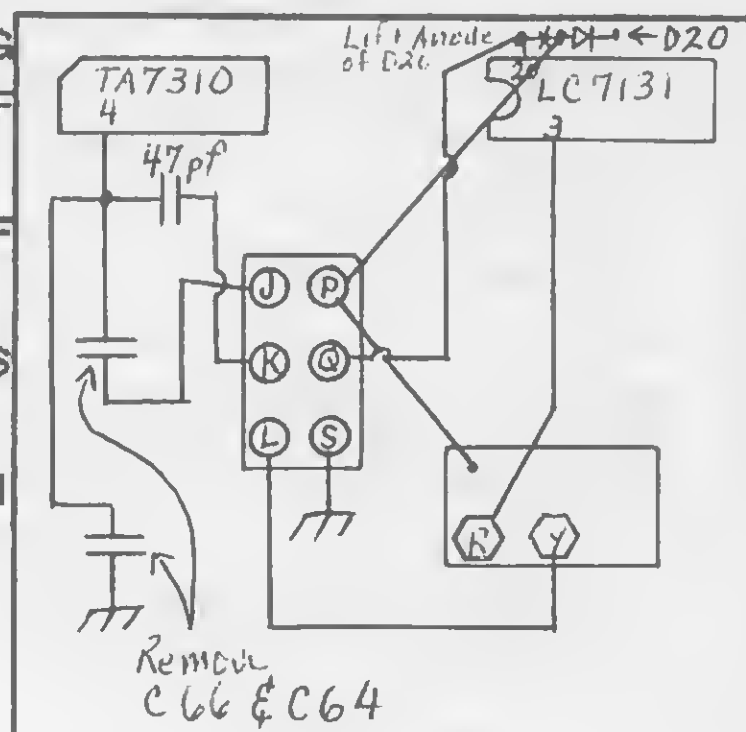 Lift Anode
of D20
← D20
TA7310
4
20
LC7131
3
47pf
J
P
K
Q
L
S
R
Y
Remove
C66 & C64